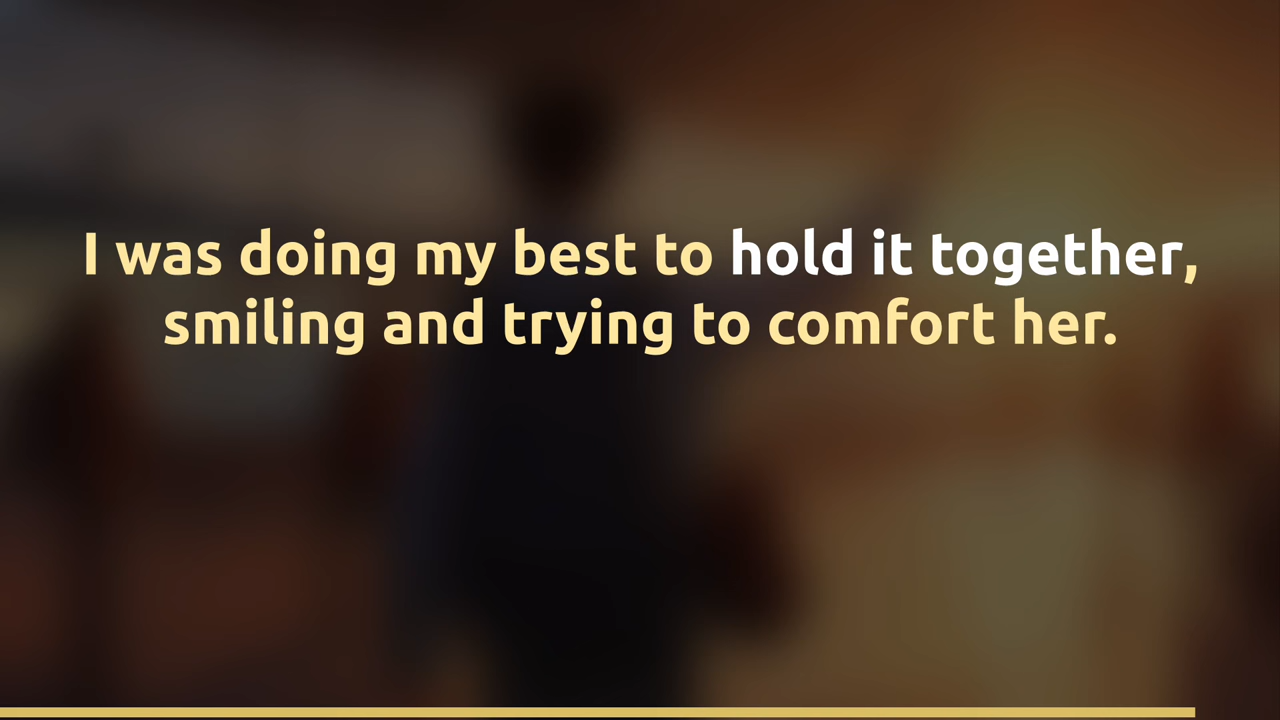 I was doing my best to hold it together,
smiling and trying to comfort her.